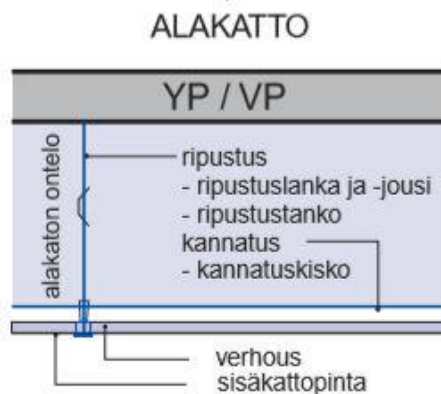 ALAKATTO
YP / VP
alakaton ontelo
ripustus
- ripustuslanka ja -jousi
- ripustustanko
kannatus
- kannatuskisko
verhous
sisäkattopinta